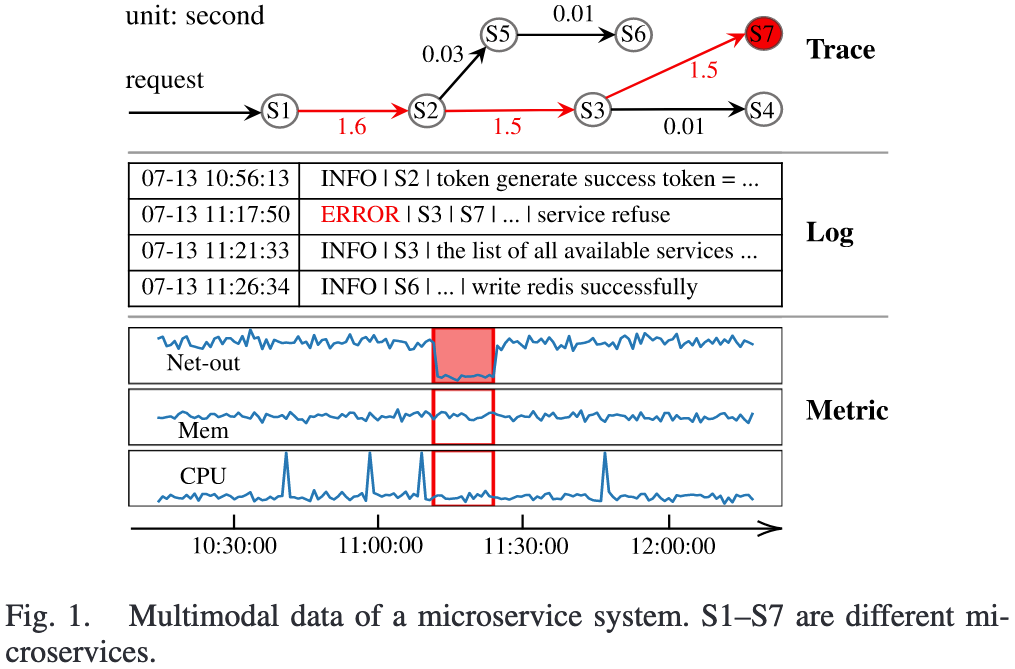 unit: second
0.01
S5
S6
S7
Trace
0.03
1.5
request
S1
S2
S3
S4
1.6
1.5
0.01
07-13 10:56:13 INFO | S2 | token generate success token = ...
07-13 11:17:50 ERROR | S3 | S7 | ... | service refuse
Log
07-13 11:21:33 INFO | S3 | the list of all available services ...
07-13 11:26:34 INFO | S6 | ... | write redis successfully
Net-out
Metric
Mem
CPU
10:30:00 11:00:00 11:30:00 12:00:00
Fig. 1. Multimodal data of a microservice system. S1–S7 are different mi-
croservices.